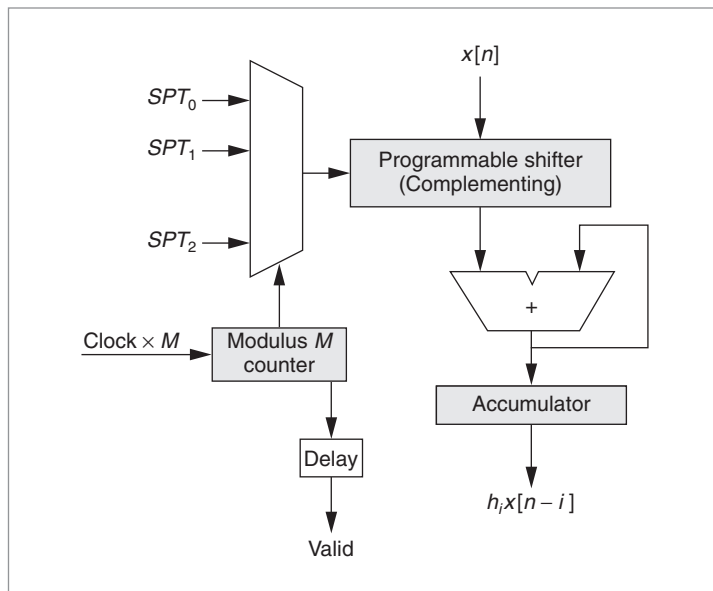 x[n]
SPT₀
SPT₁
SPT₂
Programmable shifter
(Complementing)
+
Clock × M
Modulus M
counter
Accumulator
Delay
hᵢx[n – i]
Valid